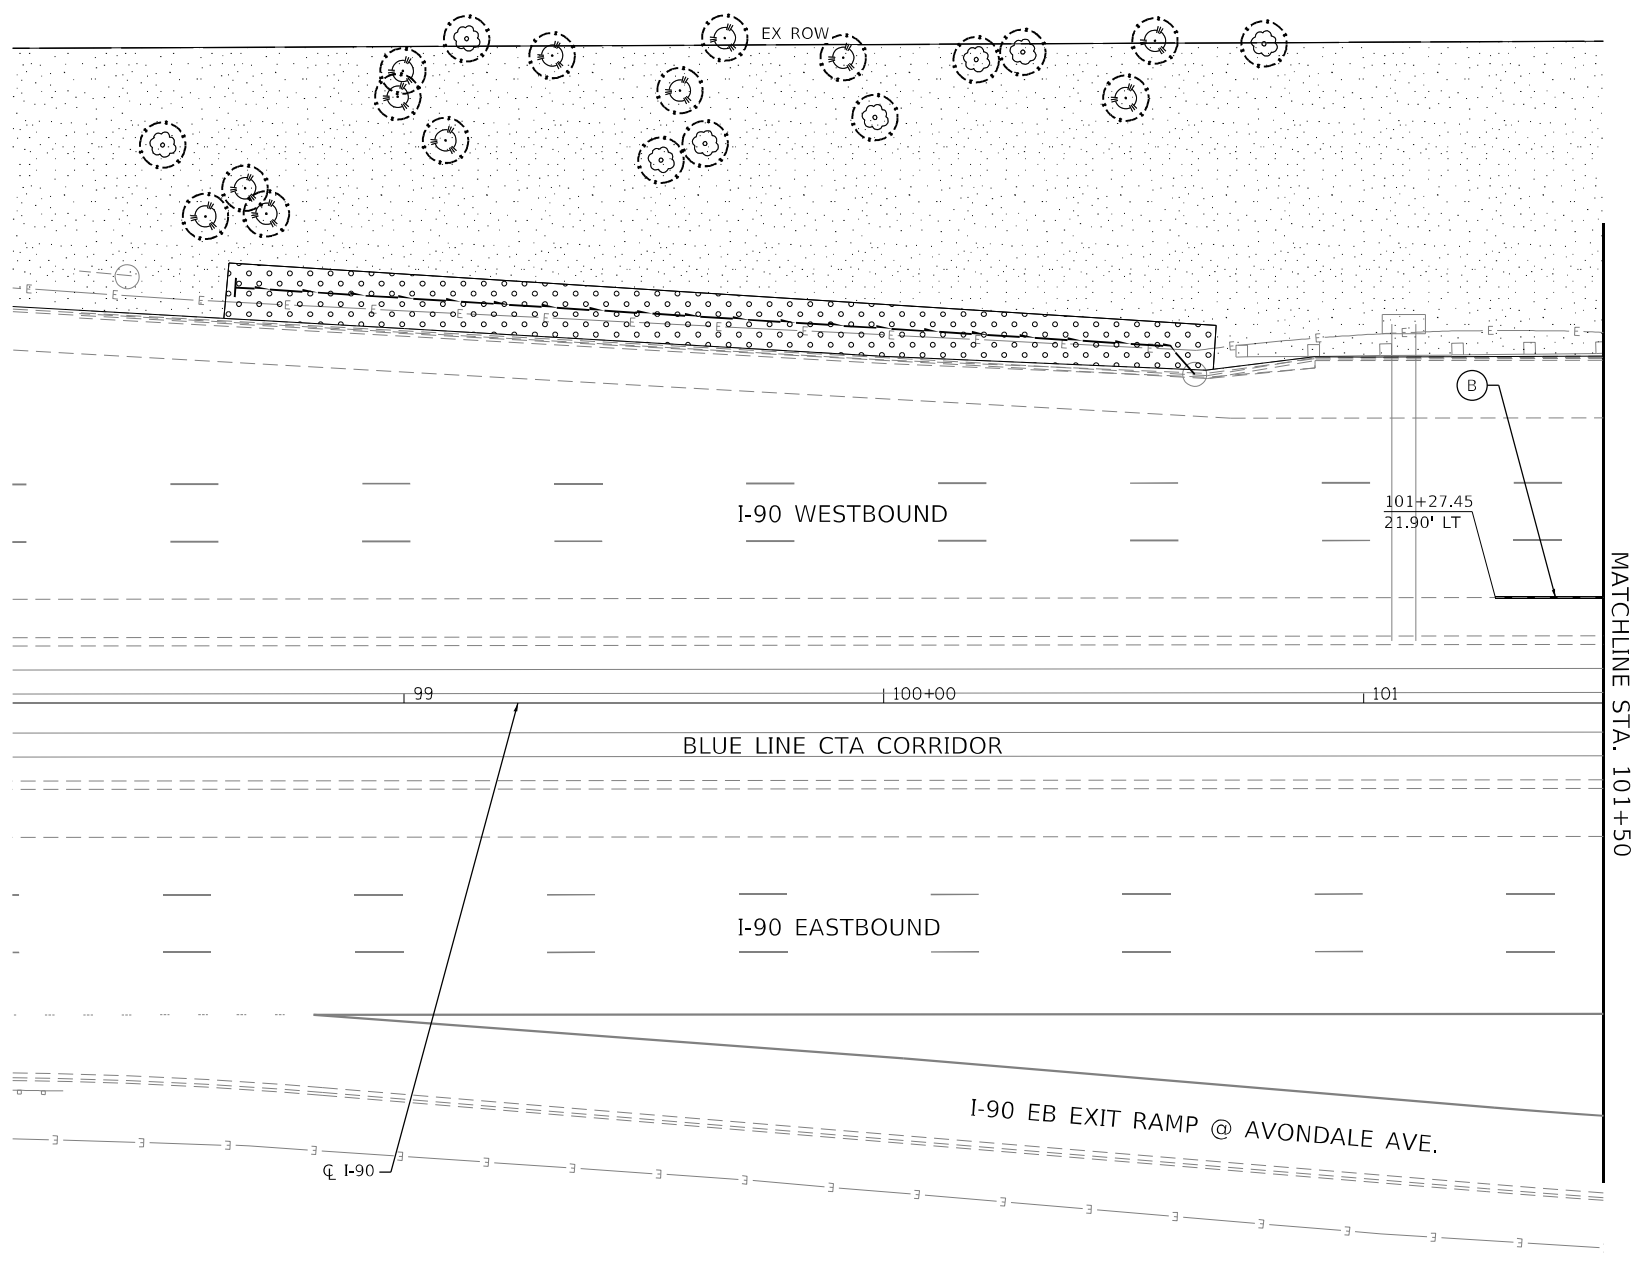 EX ROW
E E E E E E E E E E E E E E E E E E E
B
I-90 WESTBOUND
101+27.45
21.90' LT
MATCHLINE STA. 101+50
99
100+00
101
BLUE LINE CTA CORRIDOR
I-90 EASTBOUND
I-90 EB EXIT RAMP @ AVONDALE AVE.
℄ I-90
E E E E E E E E E E E E E E E E E E